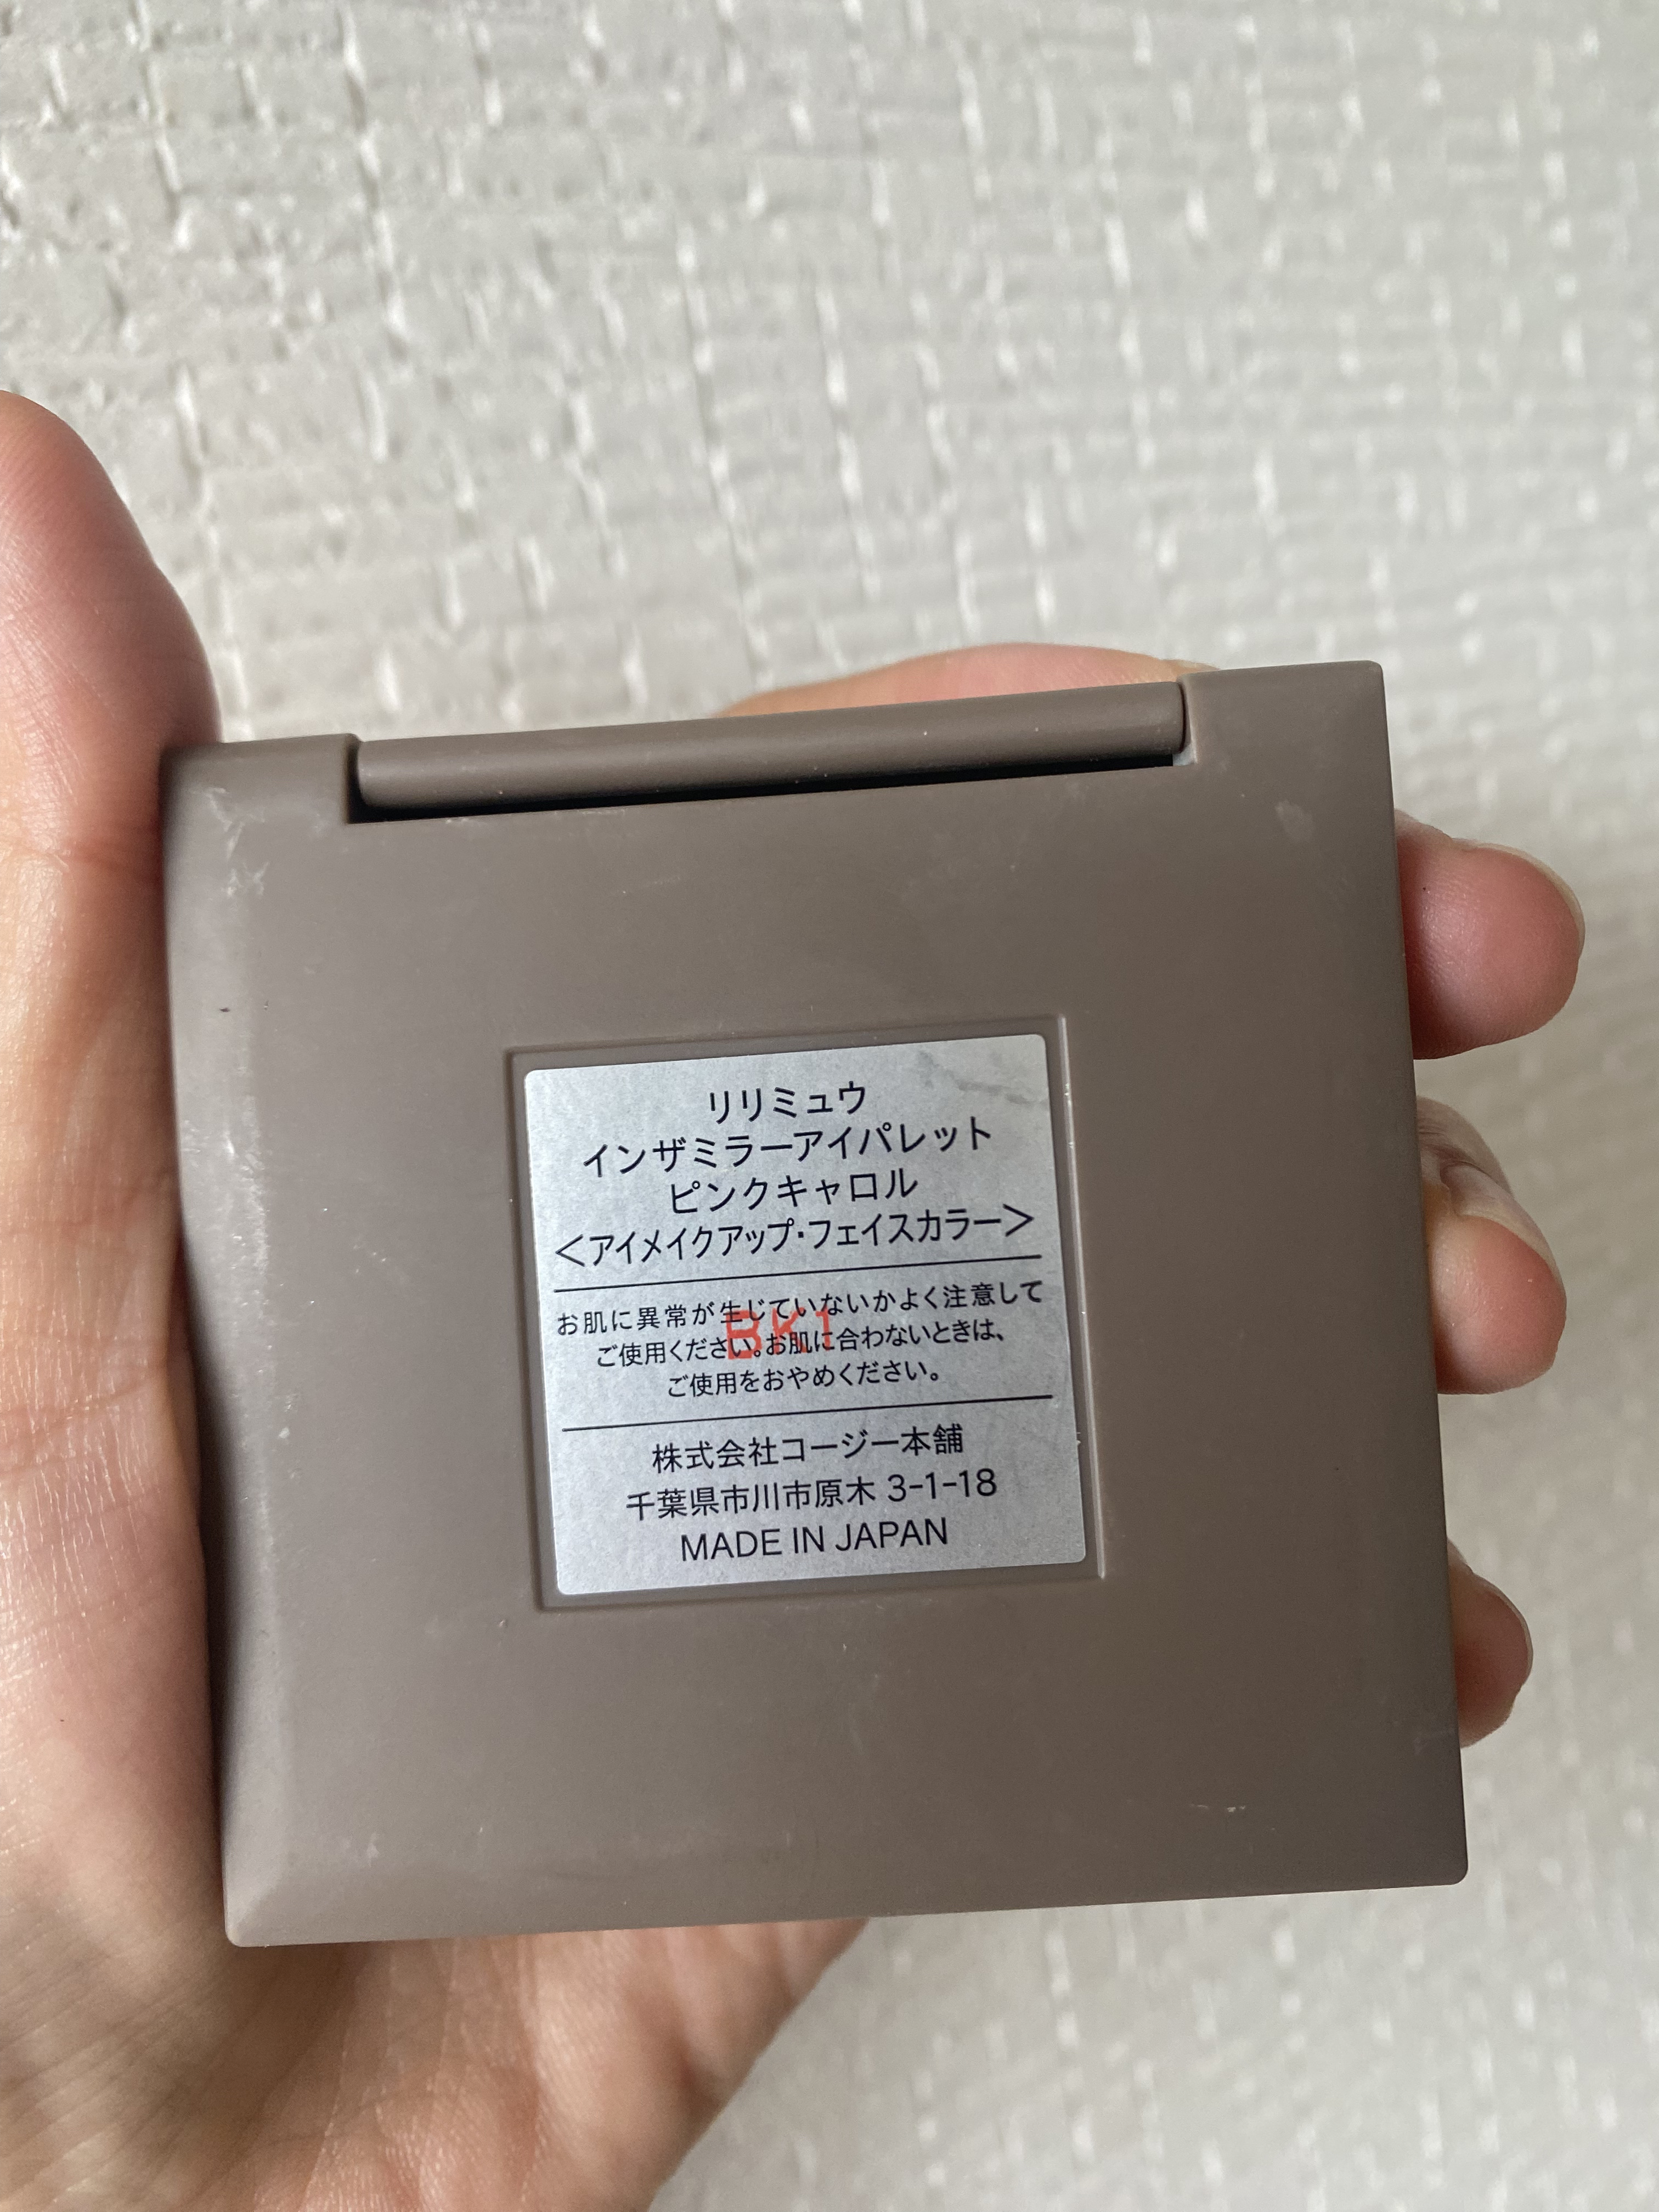 リリミュウ
インザミラーアイパレット
ピンクキャロル
＜アイメイクアップ・フェイスカラー＞
お肌に異常が生じていないかよく注意して
ご使用ください。お肌に合わないときは、
ご使用をおやめください。
BK1
株式会社コージー本舗
千葉県市川市原木 3-1-18
MADE IN JAPAN